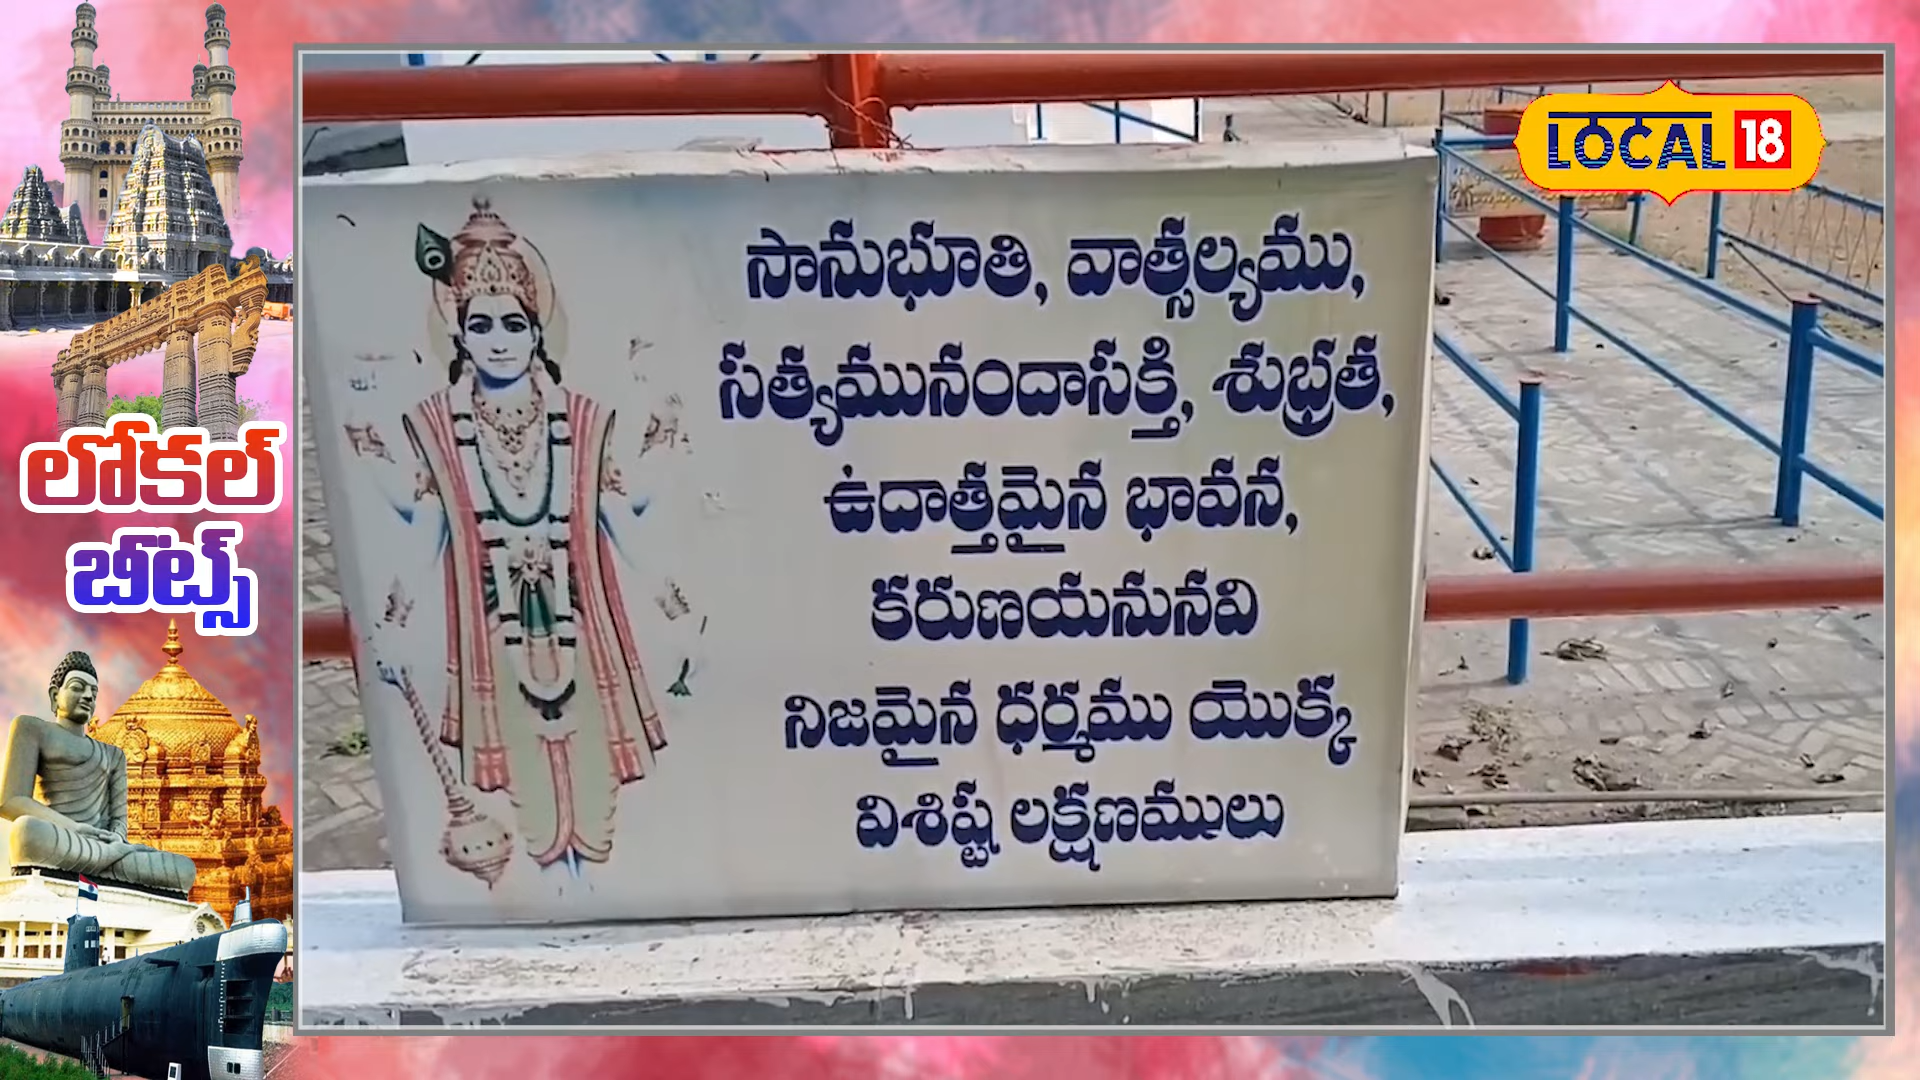 LOCAL 18
సానుభూతి, వాత్సల్యము,
సత్యమునందాసక్తి, శుభ్రత,
ఉదాత్తమైన భావన,
కరుణయనునవి
నిజమైన ధర్మము యొక్క
విశిష్ట లక్షణములు
లోకల్
బీట్స్